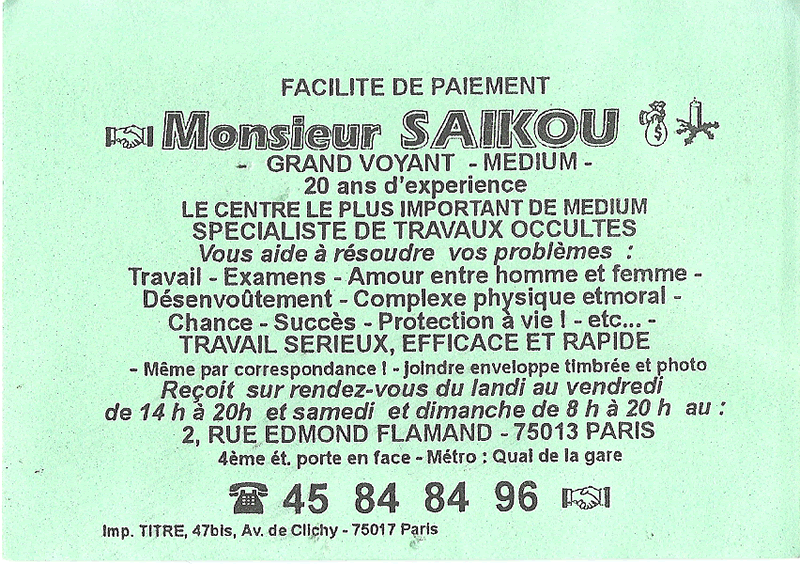 FACILITE DE PAIEMENT
Monsieur SAIKOU
- GRAND VOYANT - MEDIUM -
20 ans d'experience
LE CENTRE LE PLUS IMPORTANT DE MEDIUM
SPECIALISTE DE TRAVAUX OCCULTES
Vous aide à résoudre vos problèmes :
Travail - Examens - Amour entre homme et femme -
Désenvoûtement - Complexe physique etmoral -
Chance - Succès - Protection à vie ! - etc... -
TRAVAIL SERIEUX, EFFICACE ET RAPIDE
- Même par correspondance ! - joindre enveloppe timbrée et photo
Reçoit sur rendez-vous du landi au vendredi
de 14 h à 20h et samedi et dimanche de 8 h à 20 h au :
2, RUE EDMOND FLAMAND - 75013 PARIS
4ème ét. porte en face - Métro : Quai de la gare
45 84 84 96
Imp. TITRE, 47bis, Av. de Clichy - 75017 Paris